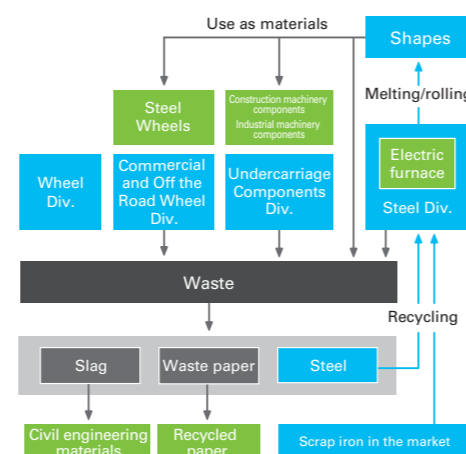 Use as materials
Shapes
Melting/rolling
Steel
Wheels
Construction machinery
components
Industrial machinery
components
Electric
furnace
Steel Div.
Wheel
Div.
Commercial
and Off the
Road Wheel
Div.
Undercarriage
Components
Div.
Waste
Recycling
Slag
Waste paper
Steel
Civil engineering
materials
Recycled
paper
Scrap iron in the market